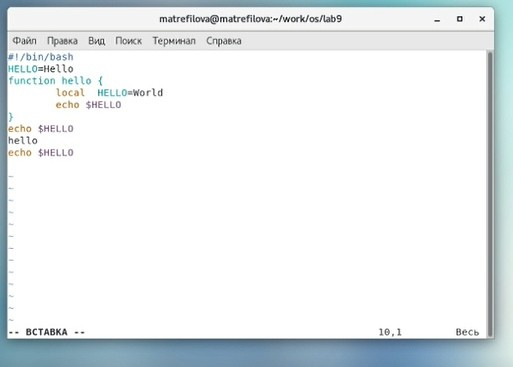 matrefilova@matrefilova:~/work/os/lab9
Файл Правка Вид Поиск Терминал Справка
#!/bin/bash
HELLO=Hello
function hello {
        local  HELLO=World
        echo $HELLO
}
echo $HELLO
hello
echo $HELLO
~
~
~
~
~
~
~
~
~
~
~
~
~
-- ВСТАВКА -- 10,1 Весь